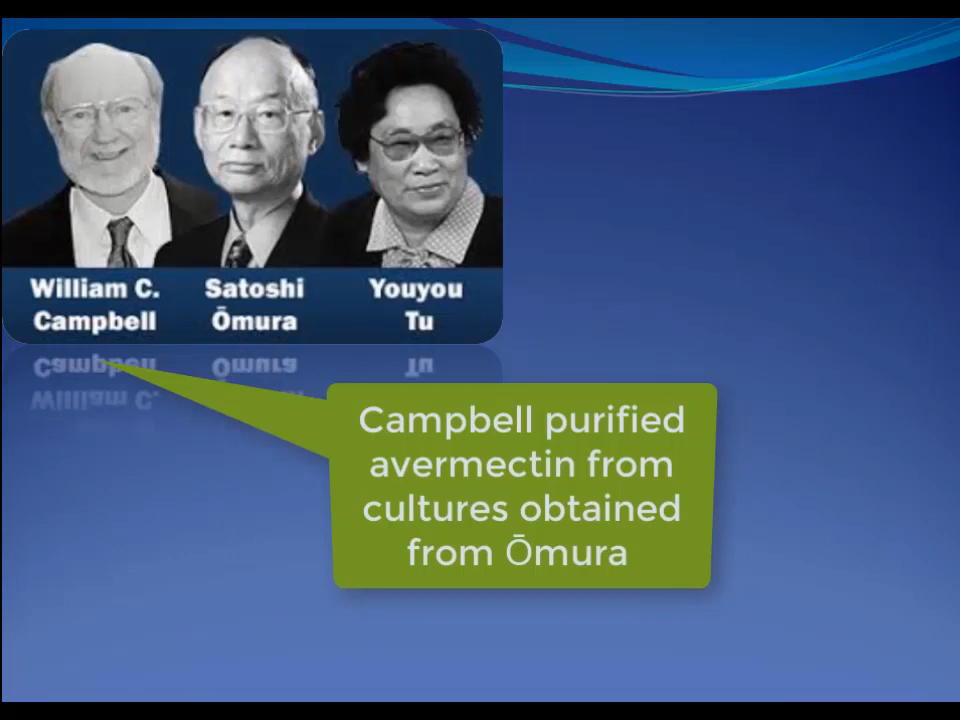 William C. Campbell
Satoshi Ōmura
Youyou Tu
Campbell purified
avermectin from
cultures obtained
from Ōmura